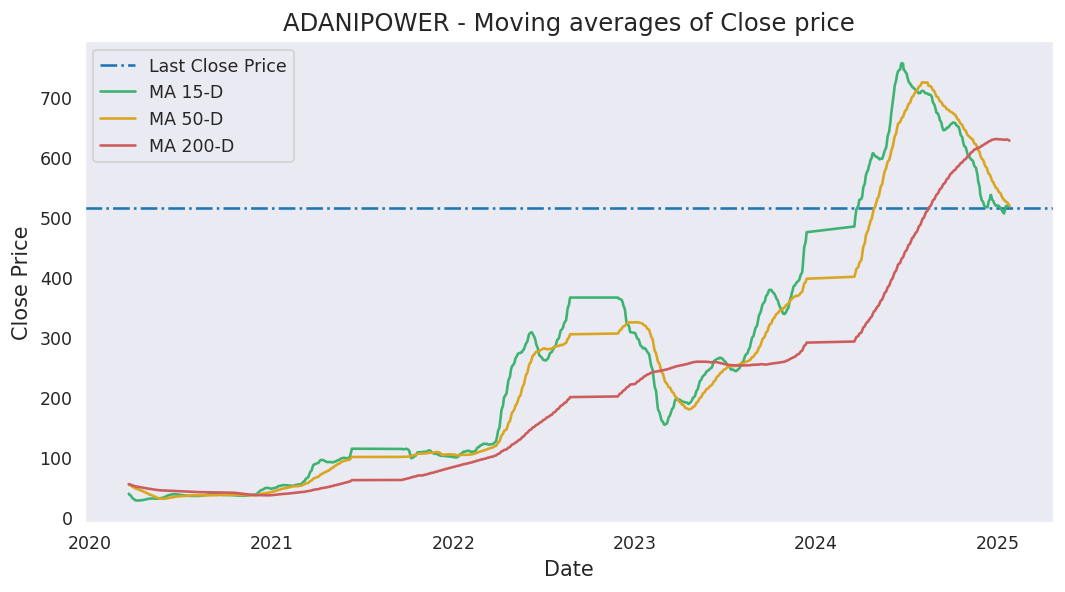 ADANIPOWER - Moving averages of Close price
Last Close Price
MA 15-D
MA 50-D
MA 200-D
Close Price
700
600
500
400
300
200
100
0
2020 2021 2022 2023 2024 2025
Date